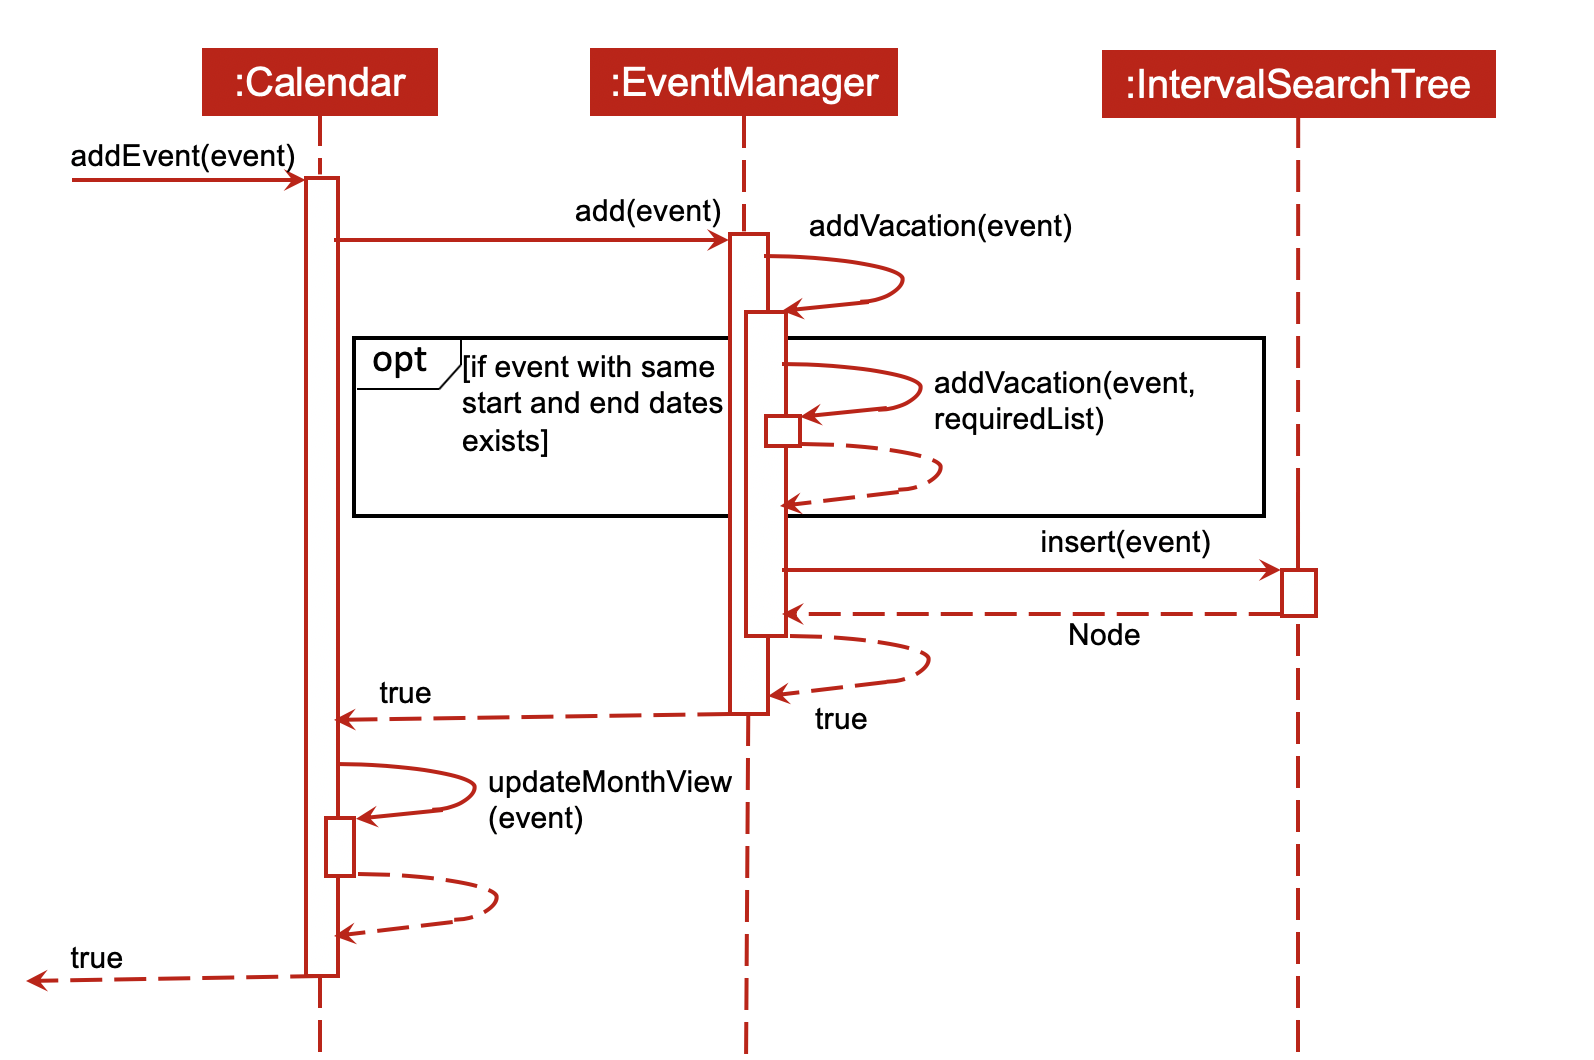 :Calendar
:EventManager
:IntervalSearchTree
addEvent(event)
add(event)
addVacation(event)
opt
[if event with same
start and end dates
exists]
addVacation(event,
requiredList)
insert(event)
Node
true
true
updateMonthView
(event)
true